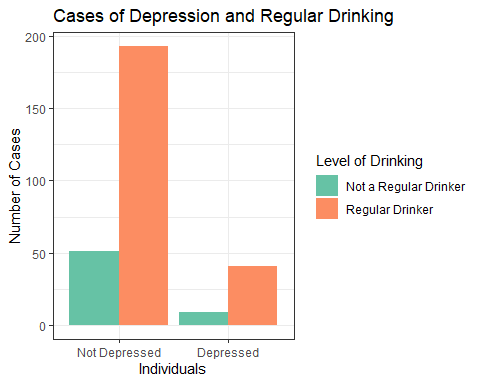 Cases of Depression and Regular Drinking
Number of Cases
200
150
100
50
0
Not Depressed
Depressed
Individuals
Level of Drinking
Not a Regular Drinker
Regular Drinker